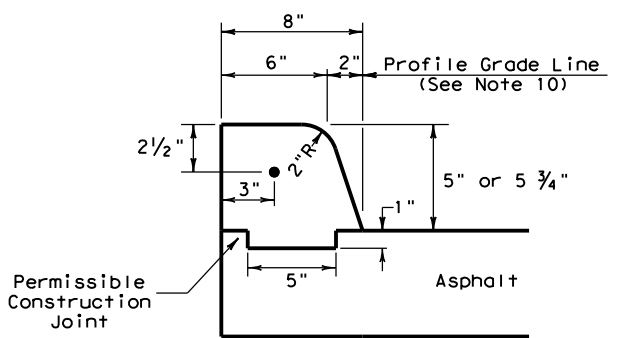 8"
6"
2"
Profile Grade Line
(See Note 10)
2½"
2"R
3"
5" or 5 ¾"
1"
5"
Asphalt
Permissible
Construction
Joint